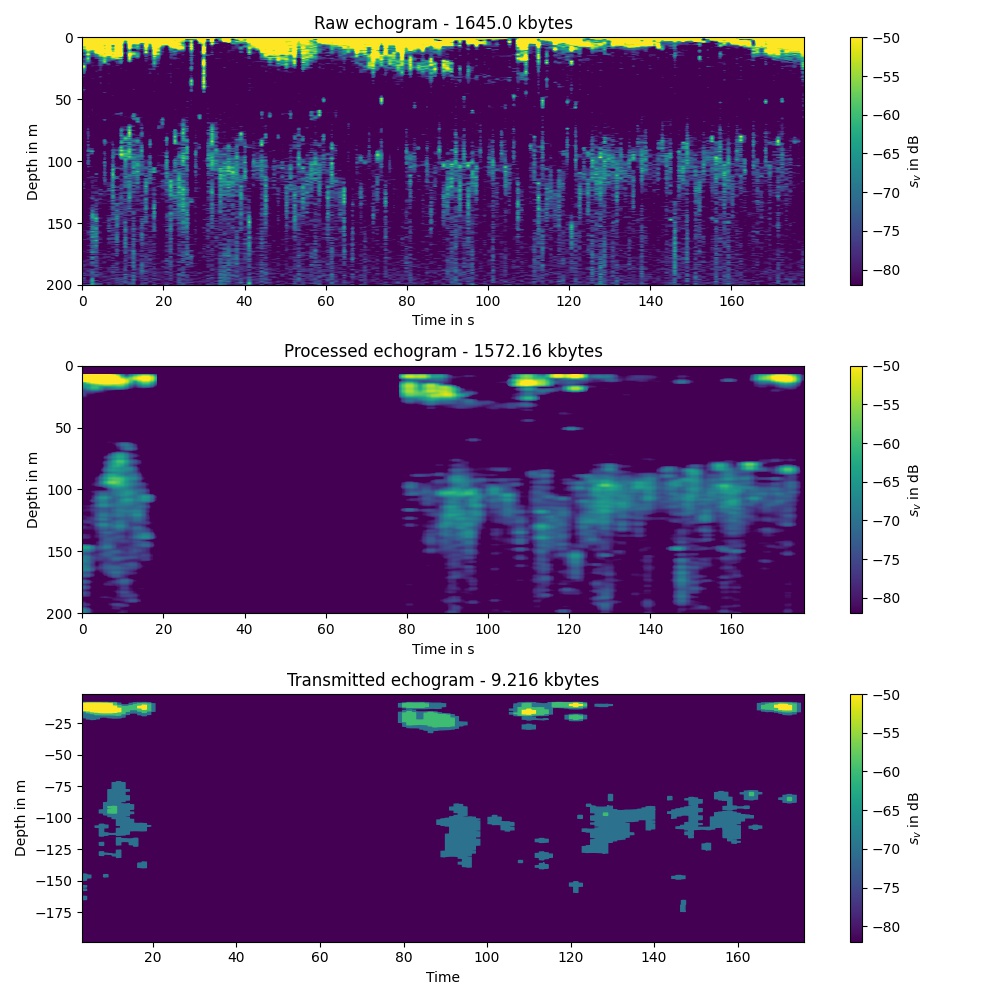 Raw echogram - 1645.0 kbytes
0
50
100
150
200
Depth in m
0 20 40 60 80 100 120 140 160
Time in s
−50
−55
−60
−65
−70
−75
−80
sv in dB
Processed echogram - 1572.16 kbytes
0
50
100
150
200
Depth in m
0 20 40 60 80 100 120 140 160
Time in s
−50
−55
−60
−65
−70
−75
−80
sv in dB
Transmitted echogram - 9.216 kbytes
−25
−50
−75
−100
−125
−150
−175
Depth in m
20 40 60 80 100 120 140 160
Time
−50
−55
−60
−65
−70
−75
−80
sv in dB